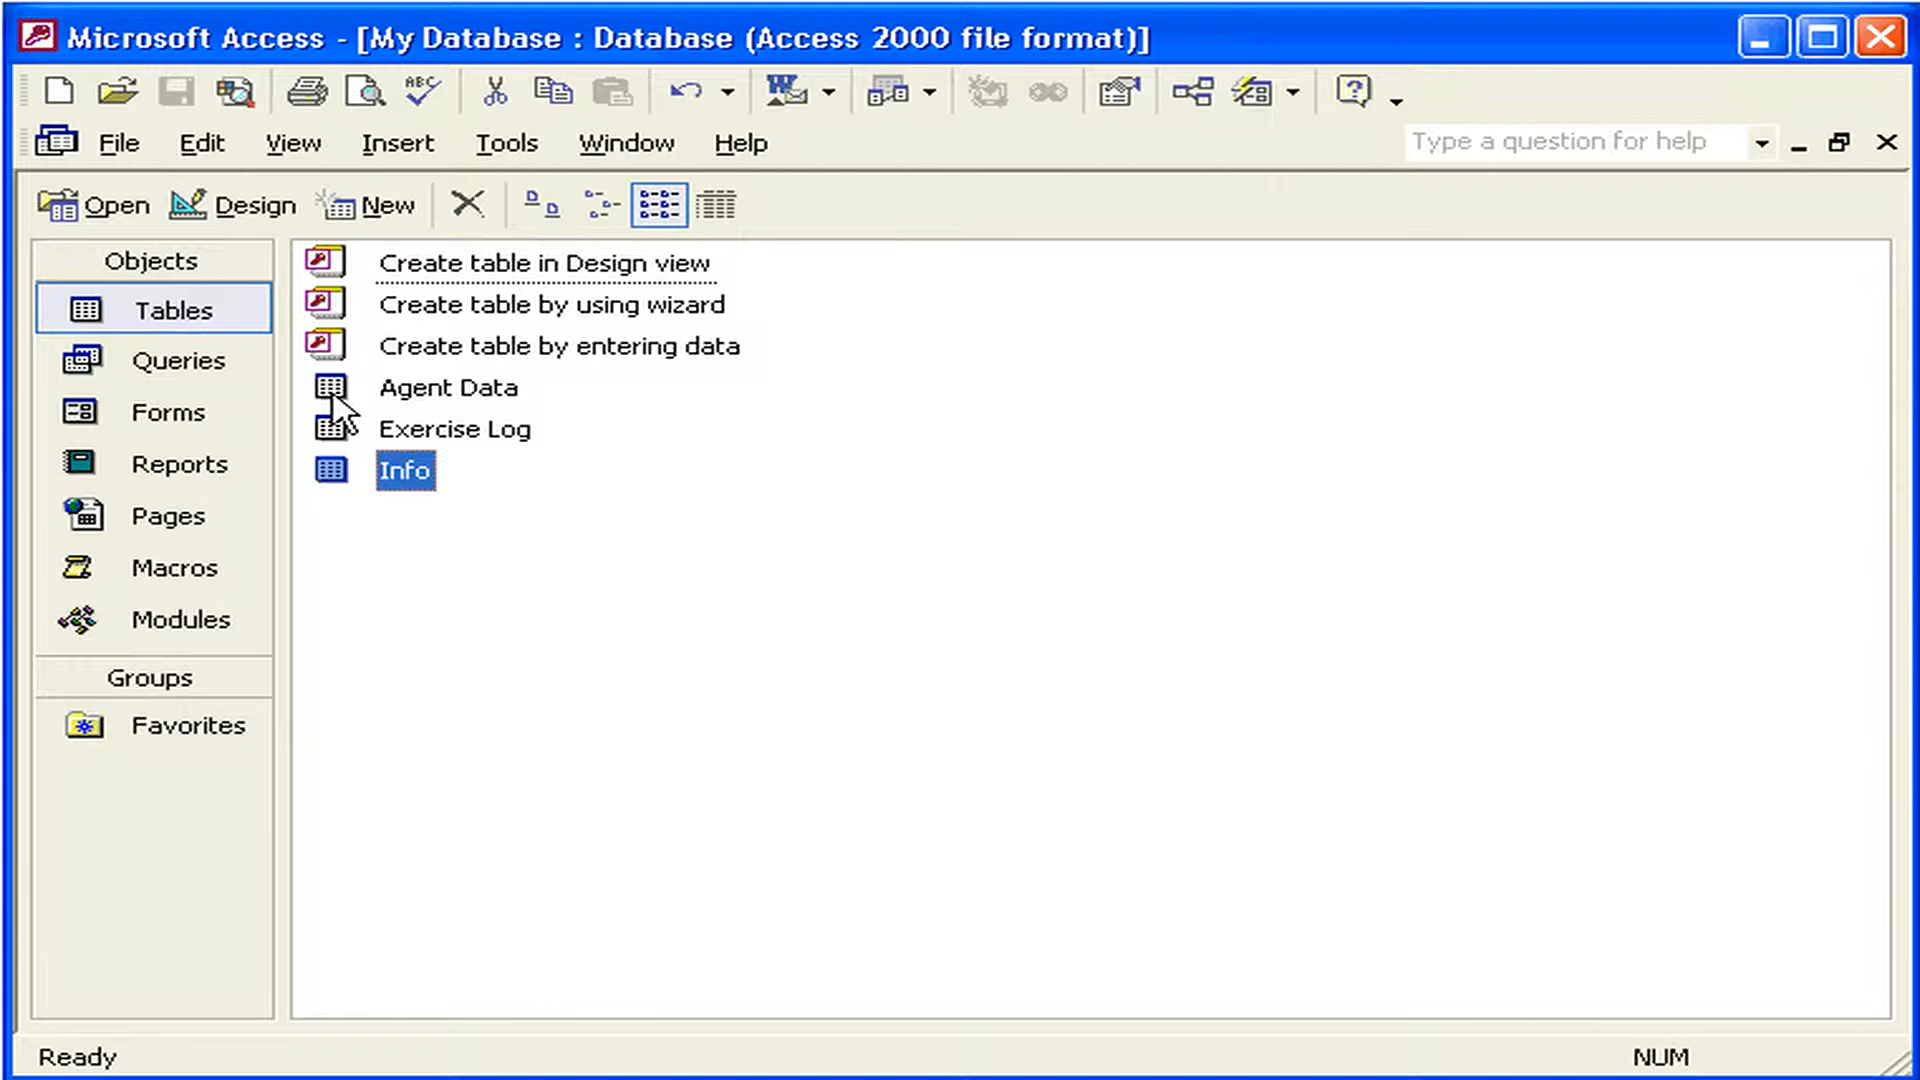 Microsoft Access - [My Database : Database (Access 2000 file format)]
ABC
W
File Edit View Insert Tools Window Help Type a question for help
Open Design New
Objects
Tables
Queries
Forms
Reports
Pages
Macros
Modules
Groups
Favorites
Create table in Design view
Create table by using wizard
Create table by entering data
Agent Data
Exercise Log
Info
Ready NUM